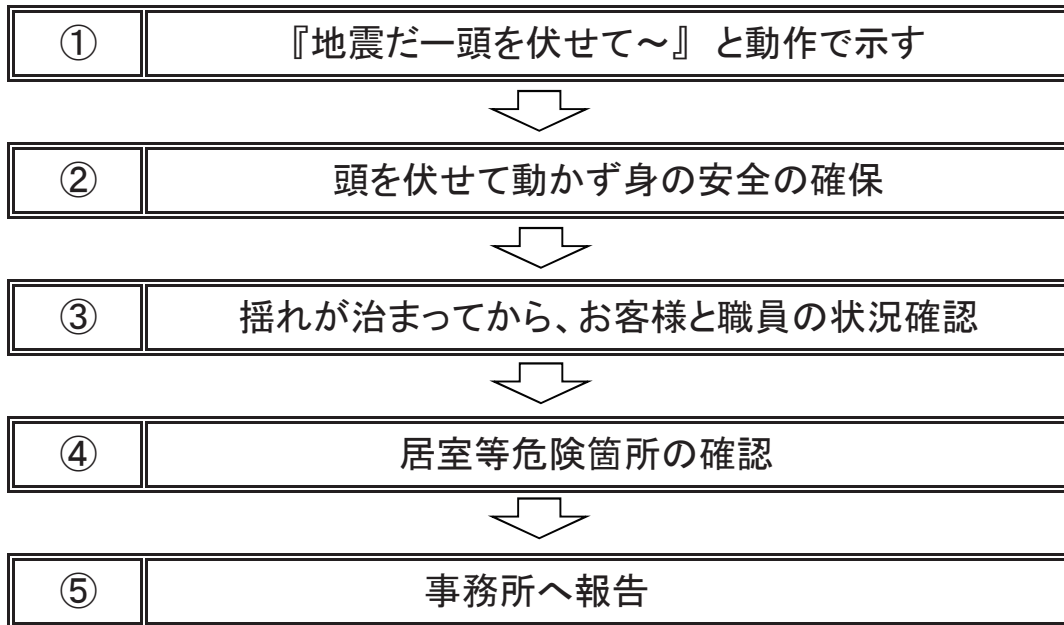 ① 『地震だー頭を伏せて～』 と動作で示す
② 頭を伏せて動かず身の安全の確保
③ 揺れが治まってから、お客様と職員の状況確認
④ 居室等危険箇所の確認
⑤ 事務所へ報告